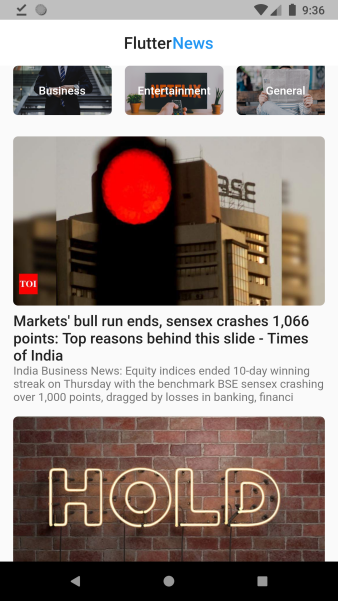 9:36
FlutterNews
Business
Entertainment
NETFLIX
General
BSE
TOI
Markets' bull run ends, sensex crashes 1,066
points: Top reasons behind this slide - Times
of India
India Business News: Equity indices ended 10-day winning
streak on Thursday with the benchmark BSE sensex crashing
over 1,000 points, dragged by losses in banking, financi
HOLD